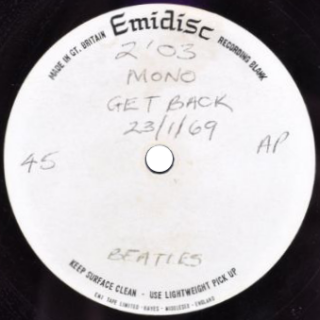 Emidisc
MADE IN GT. BRITAIN
RECORDING BLANK
2'03
MONO
GET BACK
23/1/69
45
AP
BEATLES
KEEP SURFACE CLEAN - USE LIGHTWEIGHT PICK UP
EMI TAPE LIMITED · HAYES · MIDDLESEX · ENGLAND